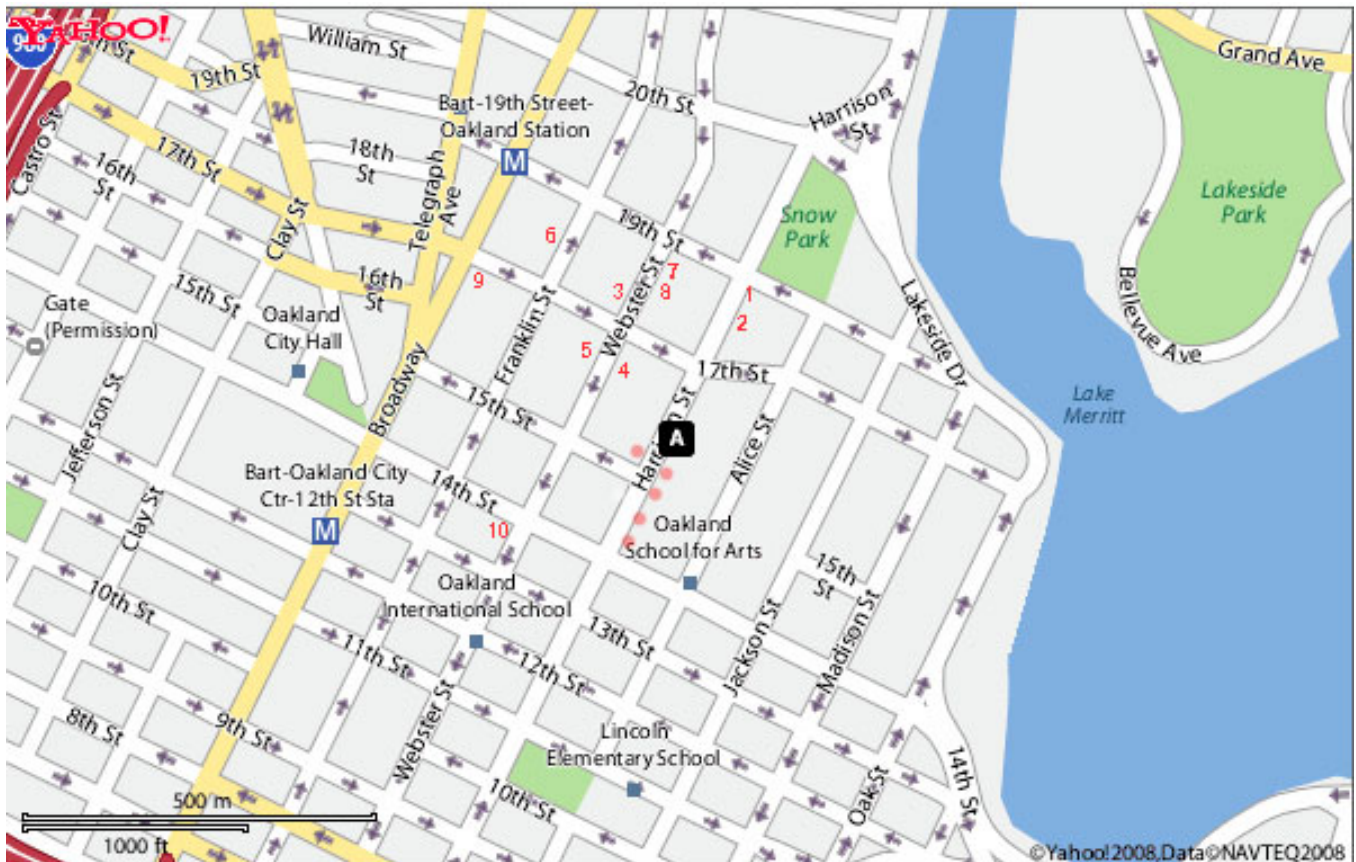 YAHOO!
980
th St
19th St
William St
20th St
Harrison
St
Grand Ave
Bart-19th Street-
Oakland Station
M
Castro St
17th St
16th
St
18th
St
Telegraph
Ave
Clay St
Snow
Park
Lakeside
Park
19th St
6
7
3
8
1
2
9
16th
St
15th St
Gate
(Permission)
Oakland
City Hall
Franklin St
Webster St
5
4
17th St
Lakeside Dr
Bellevue Ave
Lake
Merritt
Broadway
15th St
Harrison St
A
Alice St
Jefferson St
Bart-Oakland City
Ctr-12th St Sta
M
14th St
Clay St
10
Oakland
School for Arts
15th
St
10th St
Oakland
International School
11th St
12th St
13th St
Jackson St
Madison St
8th St
9th St
Webster St
Lincoln
Elementary School
10th St
Oak St
14th St
500 m
1000 ft
©Yahoo!2008,Data©NAVTEQ2008